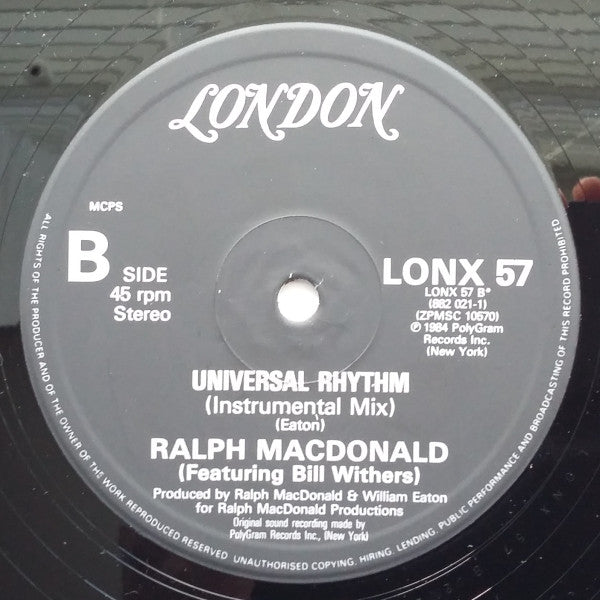 LONDON
MCPS
B SIDE
45 rpm
Stereo
LONX 57
LONX 57 B*
(882 021-1)
(ZPMSC 10570)
℗ 1984 PolyGram
Records Inc.
(New York)
UNIVERSAL RHYTHM
(Instrumental Mix)
(Eaton)
RALPH MACDONALD
(Featuring Bill Withers)
Produced by Ralph MacDonald & William Eaton
for Ralph MacDonald Productions
Original sound recording made by
PolyGram Records Inc., (New York)
ALL RIGHTS OF THE PRODUCER AND OF THE OWNER OF THE WORK REPRODUCED RESERVED UNAUTHORISED COPYING, HIRING, LENDING, PUBLIC PERFORMANCE AND BROADCASTING OF THIS RECORD PROHIBITED